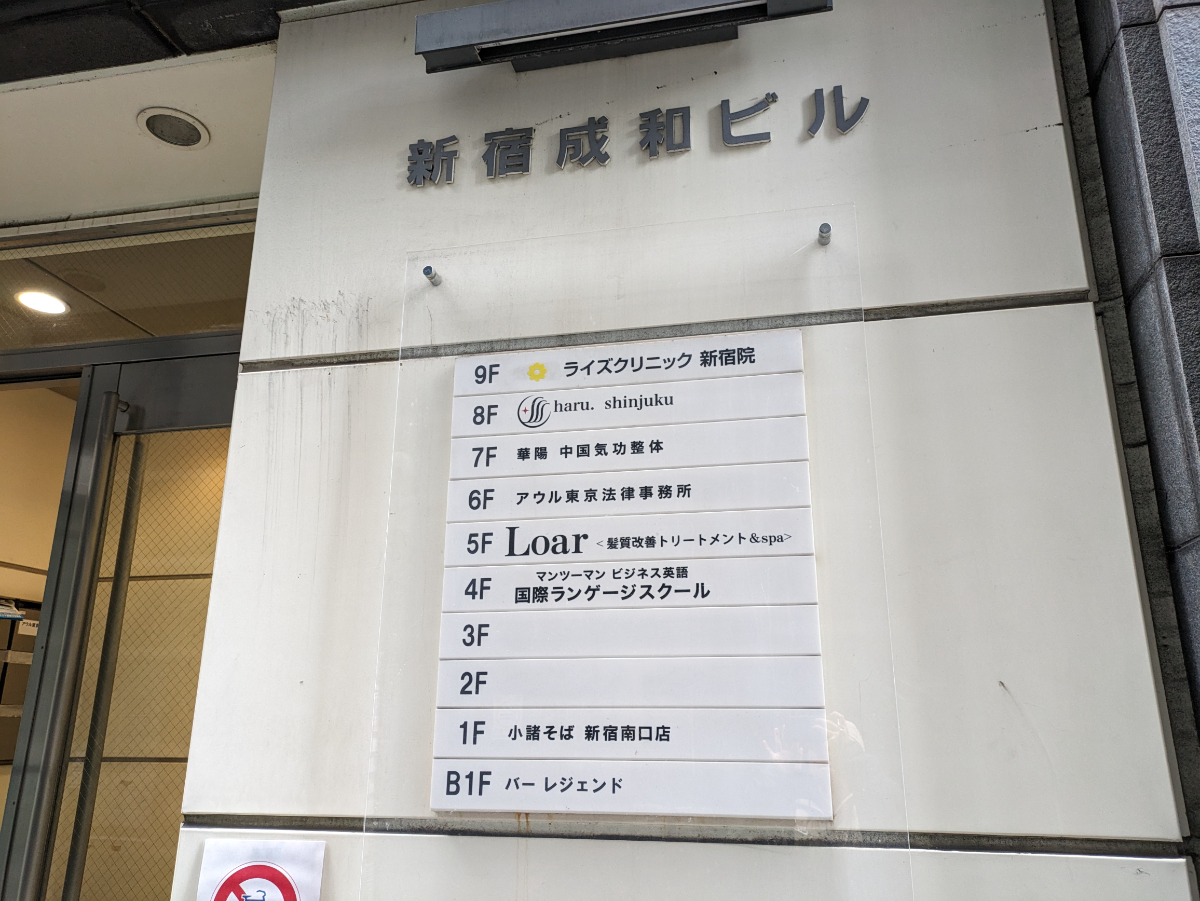 新宿成和ビル
9F ライズクリニック 新宿院
8F haru. shinjuku
7F 華陽 中国気功整体
6F アウル東京法律事務所
5F Loar <髪質改善トリートメント&spa>
4F マンツーマン ビジネス英語
国際ランゲージスクール
3F
2F
1F 小諸そば 新宿南口店
B1F バー レジェンド